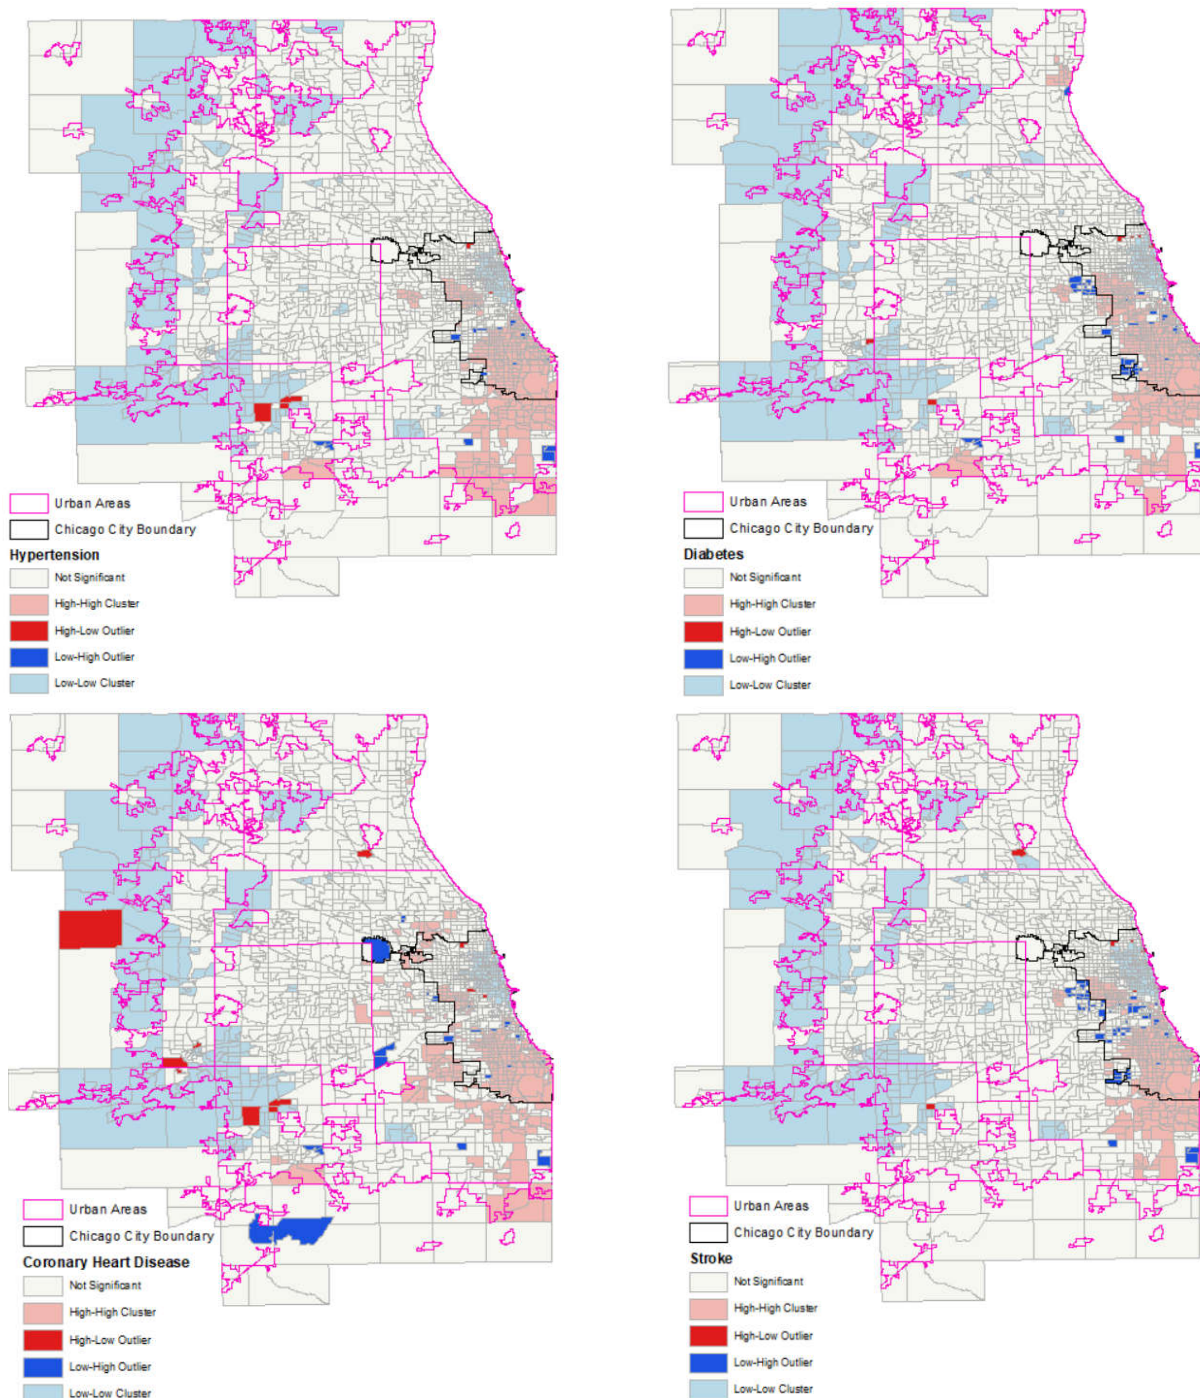 Urban Areas
Chicago City Boundary
Hypertension
Not Significant
High-High Cluster
High-Low Outlier
Low-High Outlier
Low-Low Cluster
Urban Areas
Chicago City Boundary
Diabetes
Not Significant
High-High Cluster
High-Low Outlier
Low-High Outlier
Low-Low Cluster
Urban Areas
Chicago City Boundary
Coronary Heart Disease
Not Significant
High-High Cluster
High-Low Outlier
Low-High Outlier
Low-Low Cluster
Urban Areas
Chicago City Boundary
Stroke
Not Significant
High-High Cluster
High-Low Outlier
Low-High Outlier
Low-Low Cluster